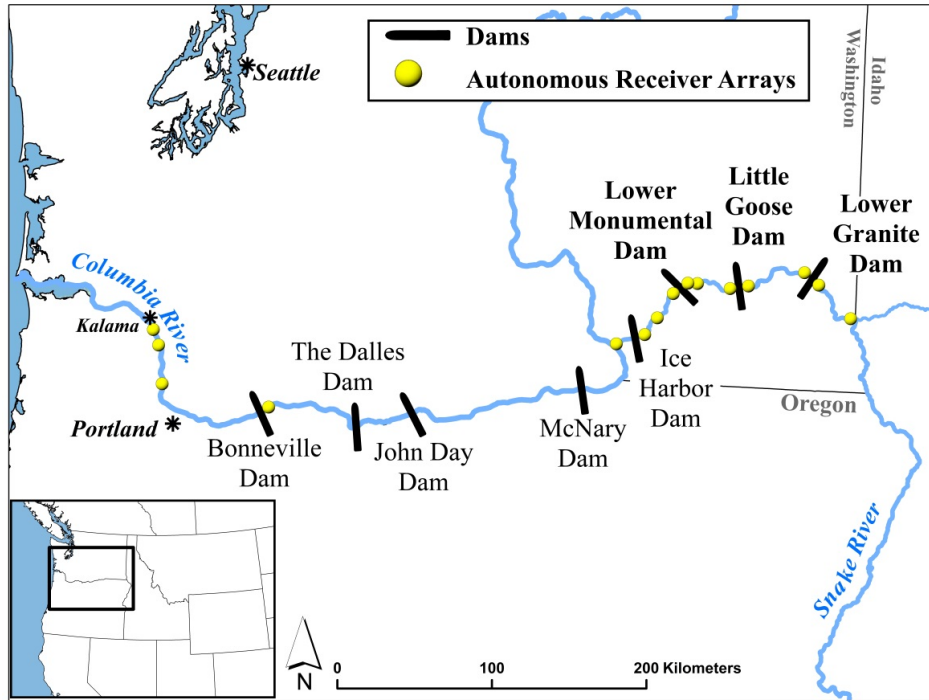 Dams
Autonomous Receiver Arrays
Seattle
Idaho
Washington
Lower
Monumental
Dam
Little
Goose
Dam
Lower
Granite
Dam
Columbia River
Kalama
The Dalles
Dam
Ice
Harbor
Dam
Oregon
Portland
Bonneville
Dam
John Day
Dam
McNary
Dam
Snake River
N
0
100
200 Kilometers